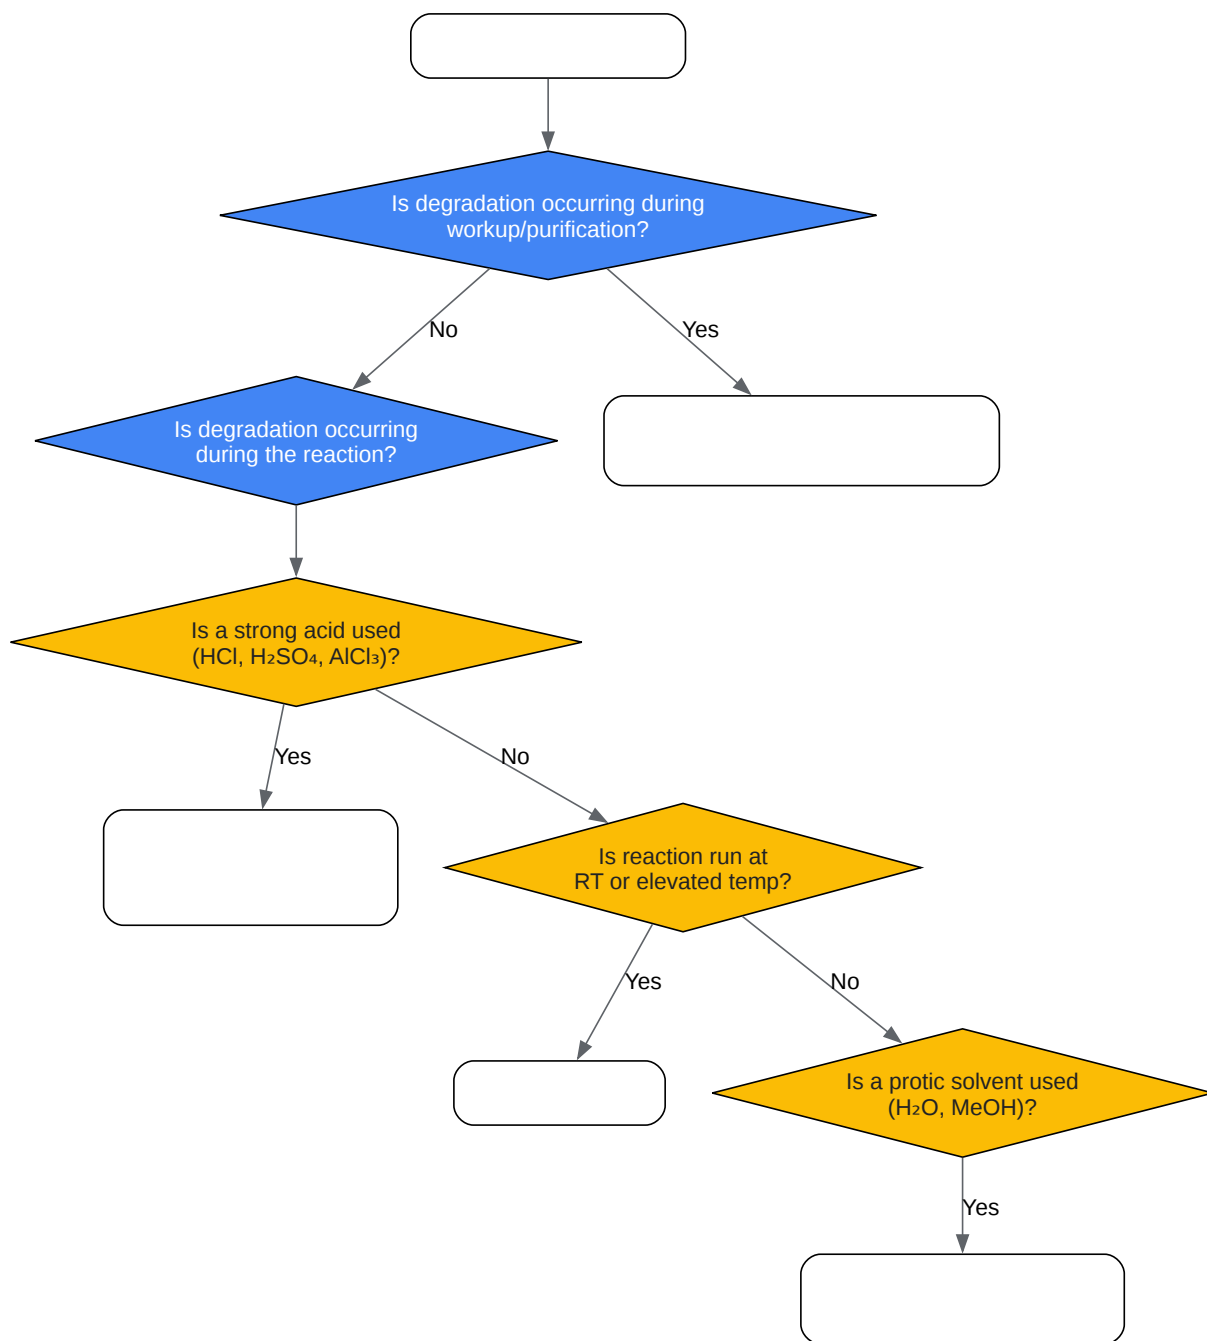 Is degradation occurring during
workup/purification?
No
Yes
Is degradation occurring
during the reaction?
Is a strong acid used
(HCl, H₂SO₄, AlCl₃)?
Yes
No
Is reaction run at
RT or elevated temp?
Yes
No
Is a protic solvent used
(H₂O, MeOH)?
Yes